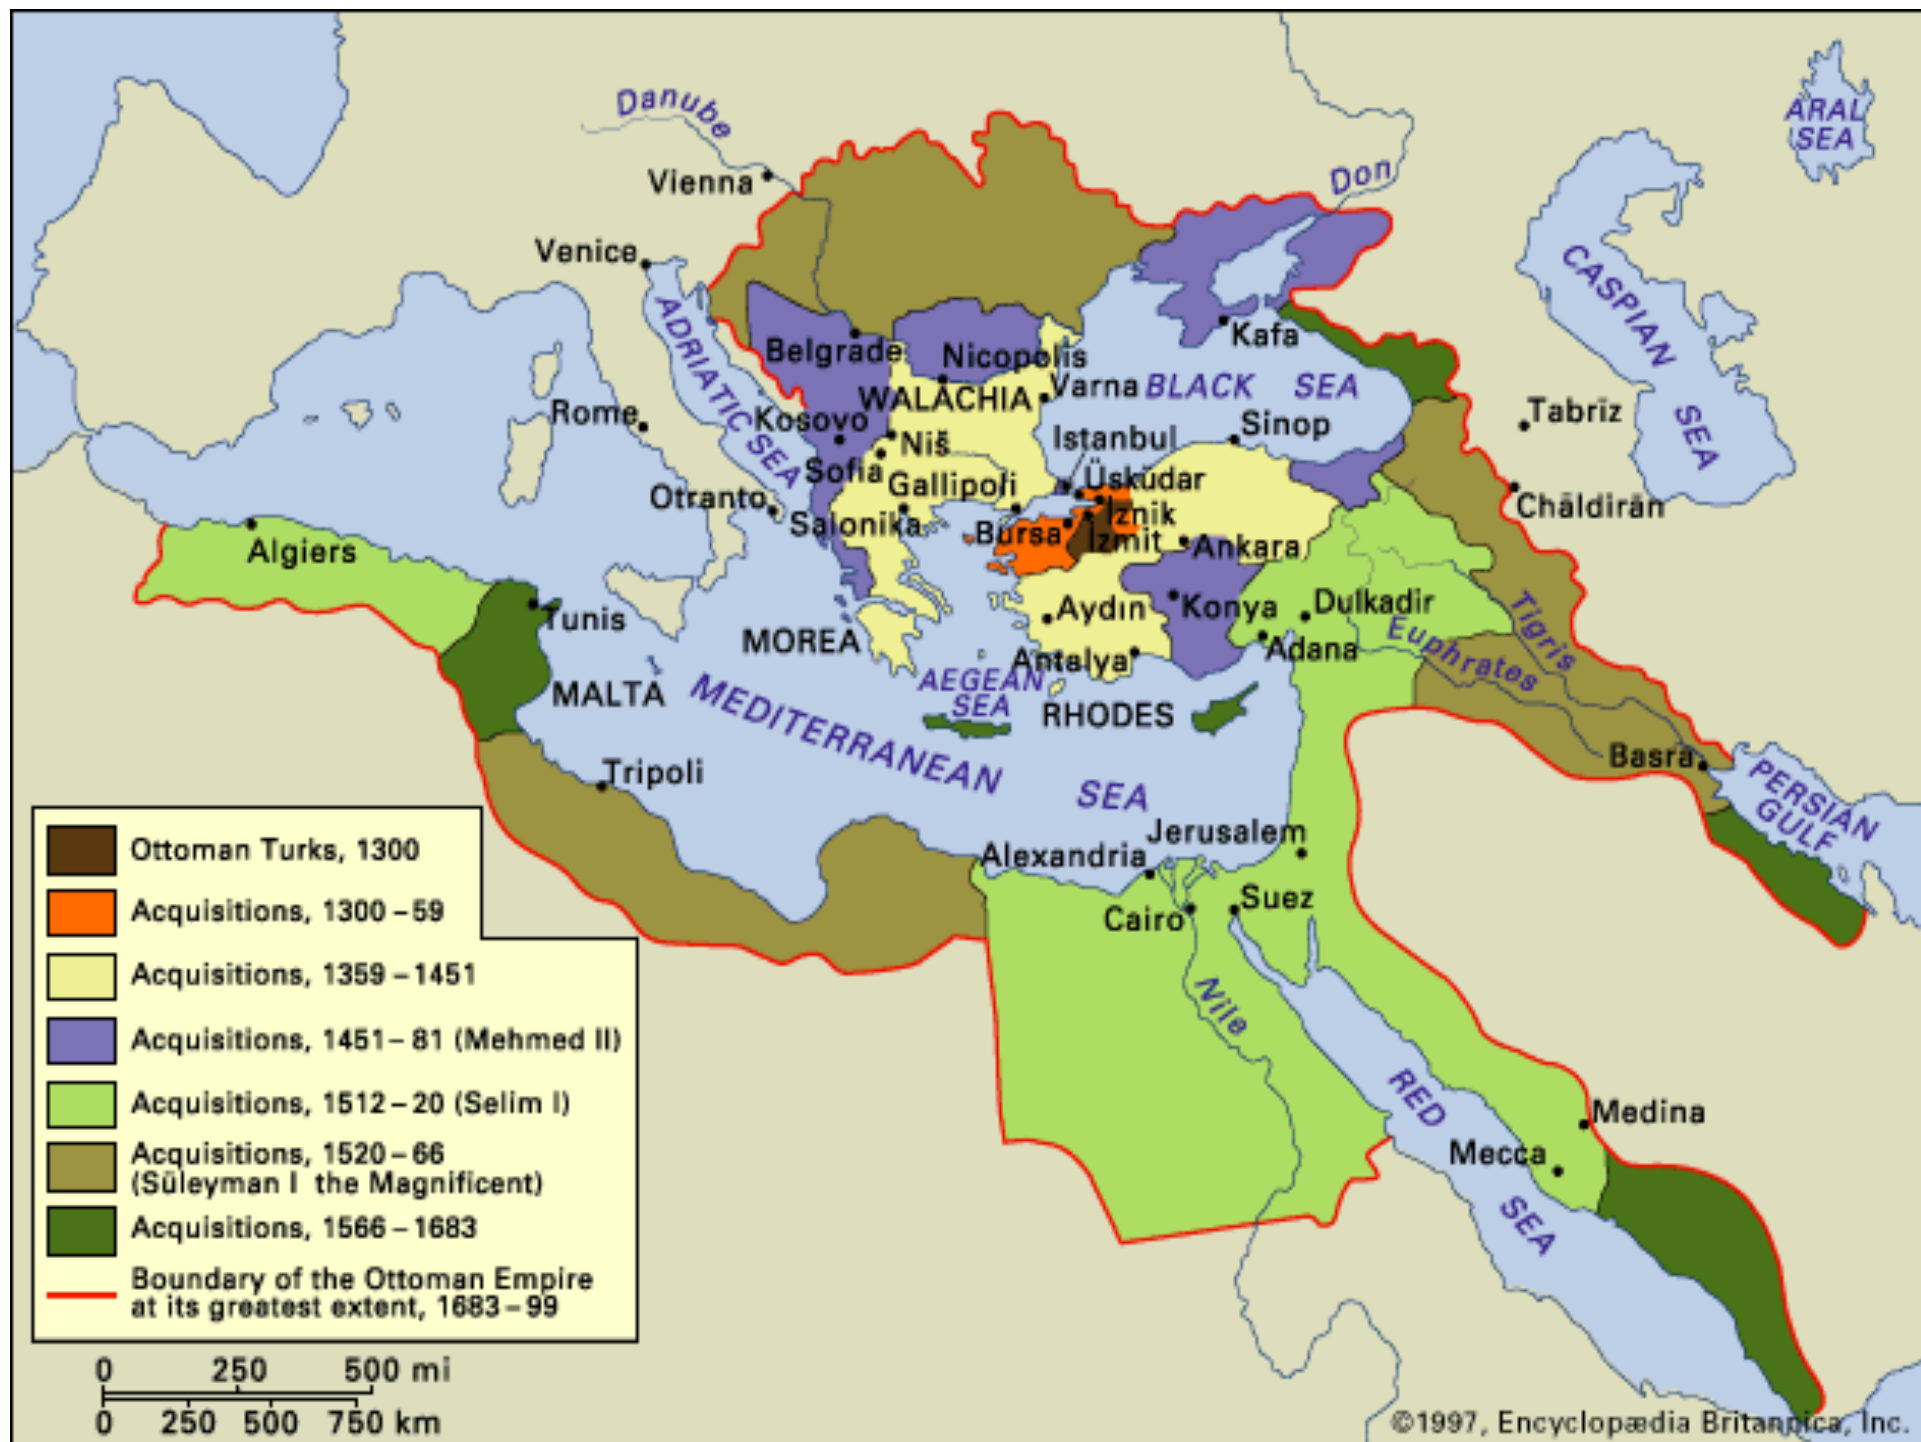 Danube
Vienna
Don
ARAL
SEA
Venice
CASPIAN
SEA
ADRIATIC SEA
Belgrade
Nicopolis
Kafa
WALACHIA
Varna
BLACK SEA
Tabrīz
Rome
Kosovo
Niš
Istanbul
Sinop
Sofia
Gallipoli
Üsküdar
Chāldirān
Otranto
Salonika
Bursa
İznik
İzmit
Ankara
Algiers
Tunis
MOREA
Aydın
Konya
Dulkadir
Tigris
Euphrates
Adana
Antalya
MALTA
AEGEAN
SEA
RHODES
MEDITERRANEAN
SEA
Tripoli
Basra
PERSIAN
GULF
Jerusalem
Alexandria
Cairo
Suez
Nile
RED
SEA
Medina
Mecca
Ottoman Turks, 1300
Acquisitions, 1300–59
Acquisitions, 1359–1451
Acquisitions, 1451–81 (Mehmed II)
Acquisitions, 1512–20 (Selim I)
Acquisitions, 1520–66
(Süleyman I the Magnificent)
Acquisitions, 1566–1683
Boundary of the Ottoman Empire
at its greatest extent, 1683–99
0 250 500 mi
0 250 500 750 km
©1997, Encyclopædia Britannica, Inc.